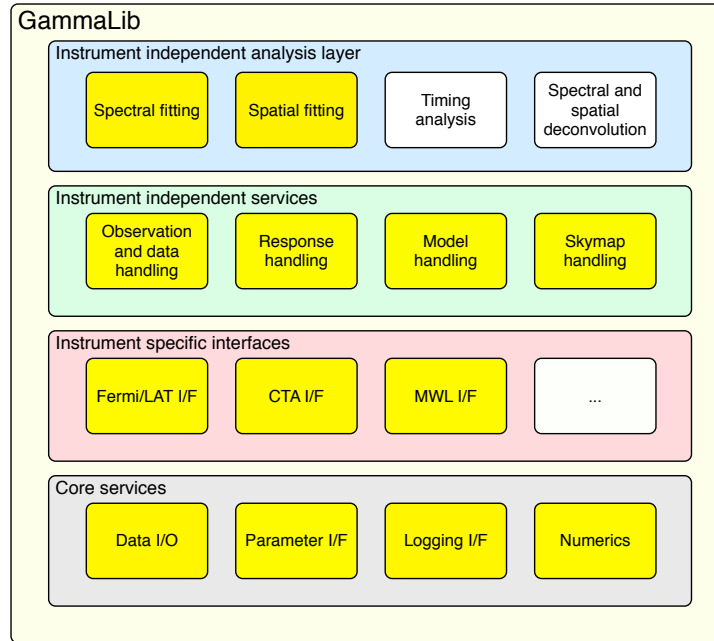 GammaLib
Instrument independent analysis layer
Spectral fitting
Spatial fitting
Timing
analysis
Spectral and
spatial
deconvolution
Instrument independent services
Observation
and data
handling
Response
handling
Model
handling
Skymap
handling
Instrument specific interfaces
Fermi/LAT I/F
CTA I/F
MWL I/F
...
Core services
Data I/O
Parameter I/F
Logging I/F
Numerics